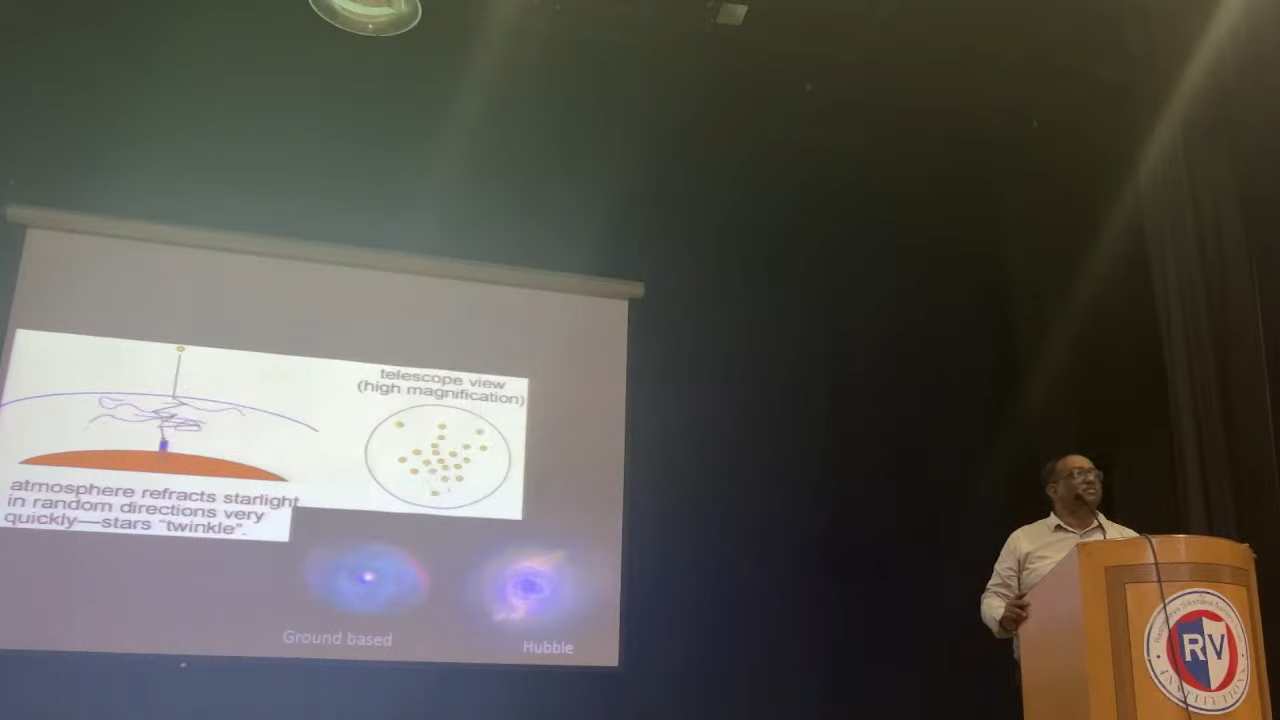 telescope view
(high magnification)
atmosphere refracts starlight
in random directions very
quickly—stars “twinkle”.
Ground based
Hubble
RV
INSTITUTIONS